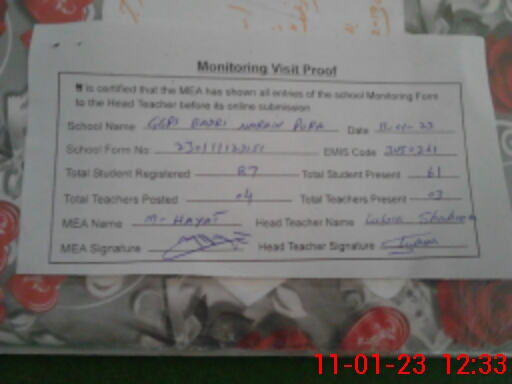 Monitoring Visit Proof
It is certified that the MEA has shown all entries of the school Monitoring Form
to the Head Teacher before its online submission
School Name GGPS BADRI NARAIN PURA Date 11-01-23
School Form No EMIS Code
Total Student Registered 87 Total Student Present 61
Total Teachers Posted 04 Total Teachers Present 03
MEA Name M. HAYAT Head Teacher Name
MEA Signature Head Teacher Signature
11-01-23 12:33